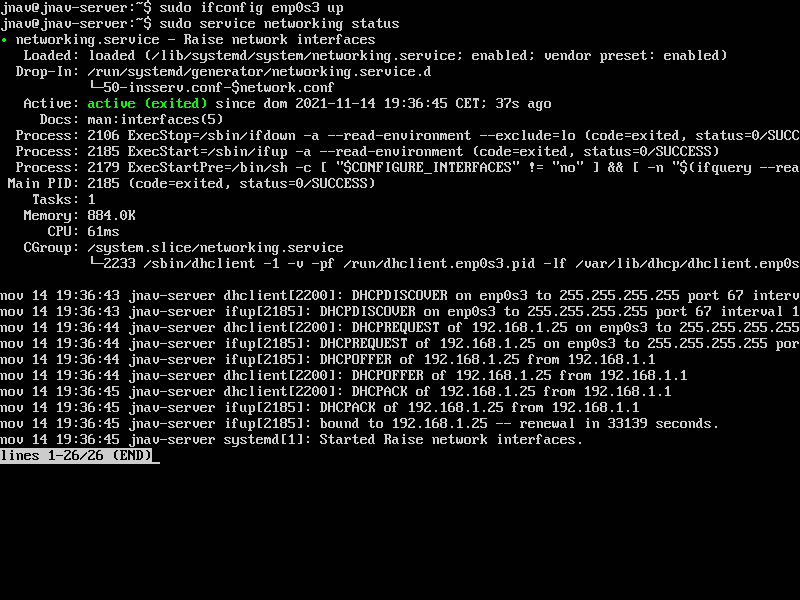 jnav@jnav-server:~$ sudo ifconfig enp0s3 up
jnav@jnav-server:~$ sudo service networking status
• networking.service - Raise network interfaces
Loaded: loaded (/lib/systemd/system/networking.service; enabled; vendor preset: enabled)
Drop-In: /run/systemd/generator/networking.service.d
└─50-insserv.conf-$network.conf
Active: active (exited) since dom 2021-11-14 19:36:45 CET; 37s ago
Docs: man:interfaces(5)
Process: 2106 ExecStop=/sbin/ifdown -a --read-environment --exclude=lo (code=exited, status=0/SUCC
Process: 2185 ExecStart=/sbin/ifup -a --read-environment (code=exited, status=0/SUCCESS)
Process: 2179 ExecStartPre=/bin/sh -c [ "$CONFIGURE_INTERFACES" != "no" ] && [ -n "$(ifquery --rea
Main PID: 2185 (code=exited, status=0/SUCCESS)
Tasks: 1
Memory: 884.0K
CPU: 61ms
CGroup: /system.slice/networking.service
└─2233 /sbin/dhclient -1 -v -pf /run/dhclient.enp0s3.pid -lf /var/lib/dhcp/dhclient.enp0s
nov 14 19:36:43 jnav-server dhclient[2200]: DHCPDISCOVER on enp0s3 to 255.255.255.255 port 67 interv
nov 14 19:36:43 jnav-server ifup[2185]: DHCPDISCOVER on enp0s3 to 255.255.255.255 port 67 interval 1
nov 14 19:36:44 jnav-server dhclient[2200]: DHCPREQUEST of 192.168.1.25 on enp0s3 to 255.255.255.255
nov 14 19:36:44 jnav-server ifup[2185]: DHCPREQUEST of 192.168.1.25 on enp0s3 to 255.255.255.255 por
nov 14 19:36:44 jnav-server ifup[2185]: DHCPOFFER of 192.168.1.25 from 192.168.1.1
nov 14 19:36:44 jnav-server dhclient[2200]: DHCPOFFER of 192.168.1.25 from 192.168.1.1
nov 14 19:36:45 jnav-server dhclient[2200]: DHCPACK of 192.168.1.25 from 192.168.1.1
nov 14 19:36:45 jnav-server ifup[2185]: DHCPACK of 192.168.1.25 from 192.168.1.1
nov 14 19:36:45 jnav-server ifup[2185]: bound to 192.168.1.25 -- renewal in 33139 seconds.
nov 14 19:36:45 jnav-server systemd[1]: Started Raise network interfaces.
lines 1-26/26 (END)